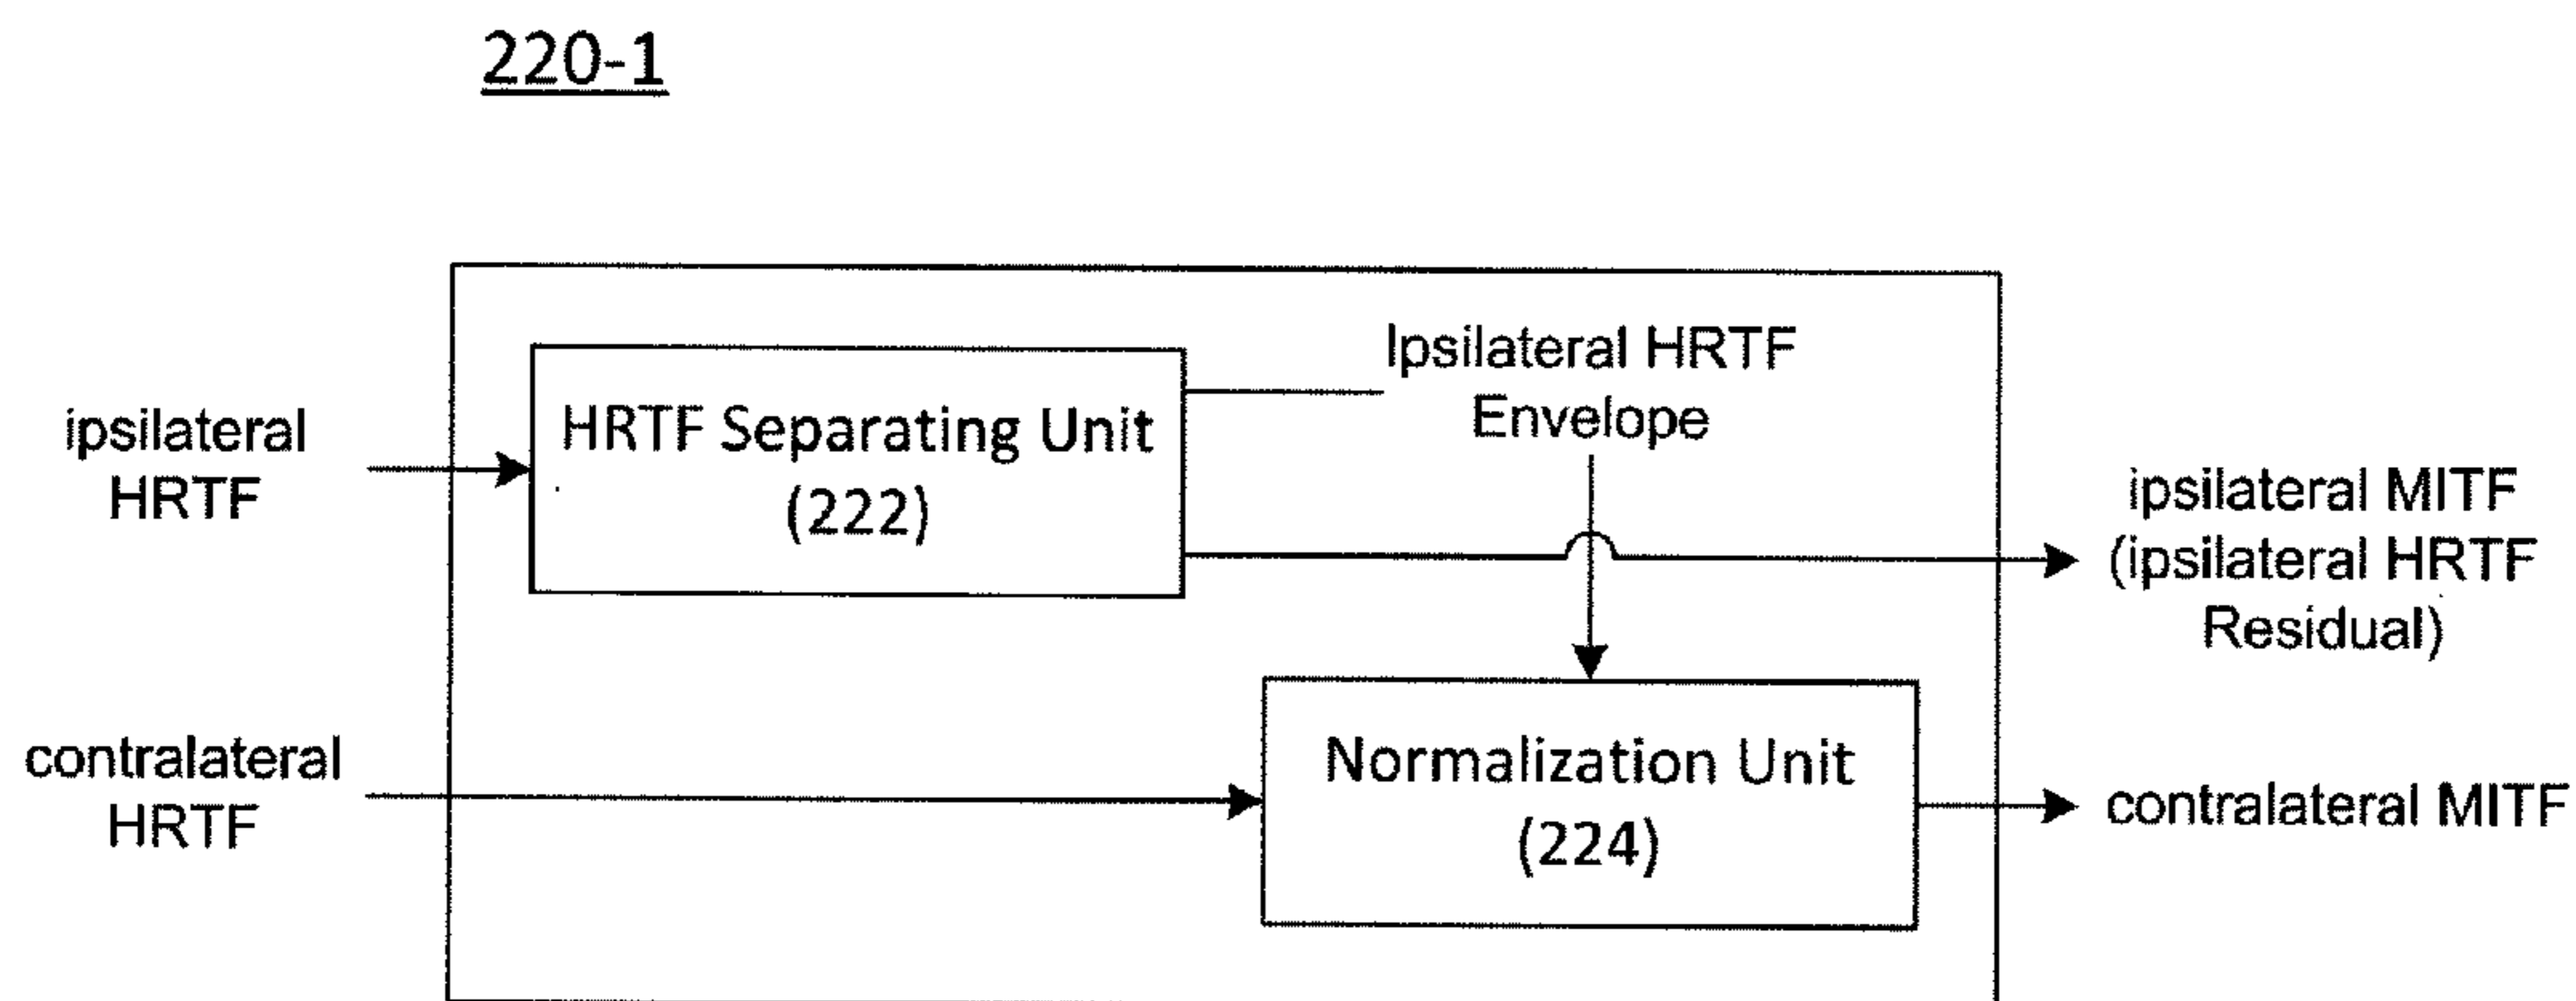 220-1
ipsilateral
HRTF
HRTF Separating Unit
(222)
Ipsilateral HRTF
Envelope
ipsilateral MITF
(ipsilateral HRTF
Residual)
contralateral
HRTF
Normalization Unit
(224)
contralateral MITF